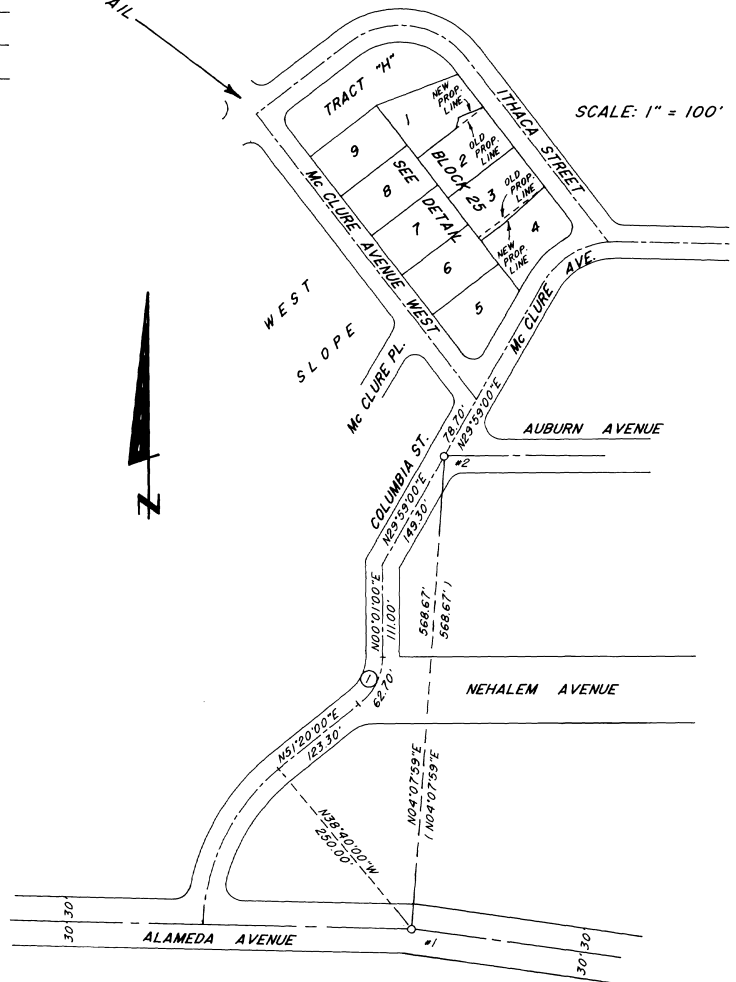 AIL
SCALE: 1" = 100'
TRACT "H"
ITHACA STREET
NEW
PROP.
LINE
1
9
2
OLD
PROP.
LINE
BLOCK 25
SEE DETAIL
8
3
OLD
PROP.
LINE
7
4
NEW
PROP.
LINE
6
5
Mc CLURE AVENUE WEST
Mc CLURE AVE.
WEST
SLOPE
Mc CLURE PL.
78.70'
N29°59'00"E
AUBURN AVENUE
#2
COLUMBIA ST.
N29°59'00"E
149.30'
N00°01'00"E
111.00'
568.67'
568.67')
N
1
62.70'
NEHALEM AVENUE
N51°20'00"E
123.30'
N04°07'59"E
( N04°07'59"E
N38°40'00"W
250.00'
30' 30'
ALAMEDA AVENUE
#1
30' 30'